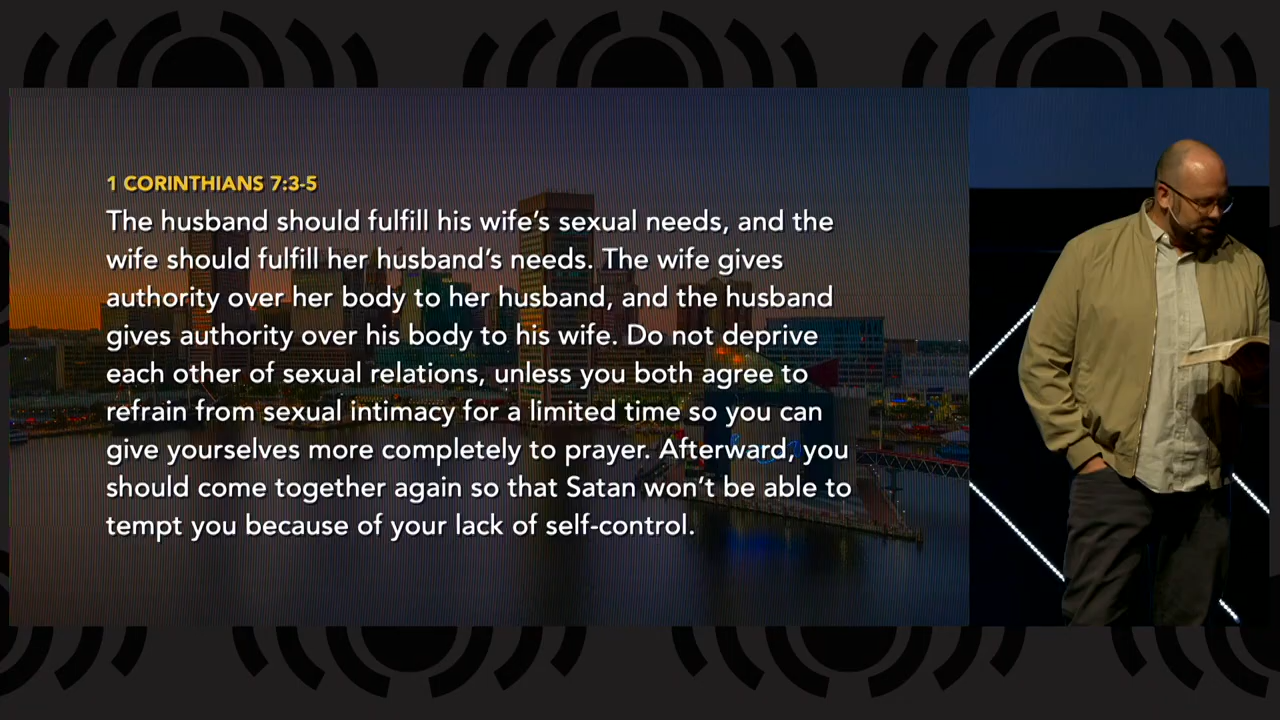 1 CORINTHIANS 7:3-5
The husband should fulfill his wife’s sexual needs, and the
wife should fulfill her husband’s needs. The wife gives
authority over her body to her husband, and the husband
gives authority over his body to his wife. Do not deprive
each other of sexual relations, unless you both agree to
refrain from sexual intimacy for a limited time so you can
give yourselves more completely to prayer. Afterward, you
should come together again so that Satan won’t be able to
tempt you because of your lack of self-control.